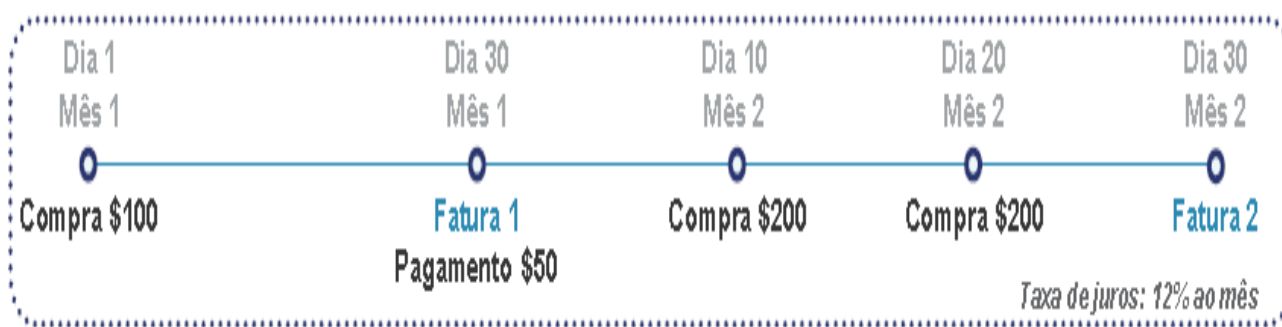 Dia 1
Mês 1
Dia 30
Mês 1
Dia 10
Mês 2
Dia 20
Mês 2
Dia 30
Mês 2
Compra $100
Fatura 1
Pagamento $50
Compra $200
Compra $200
Fatura 2
Taxa de juros: 12% ao mês